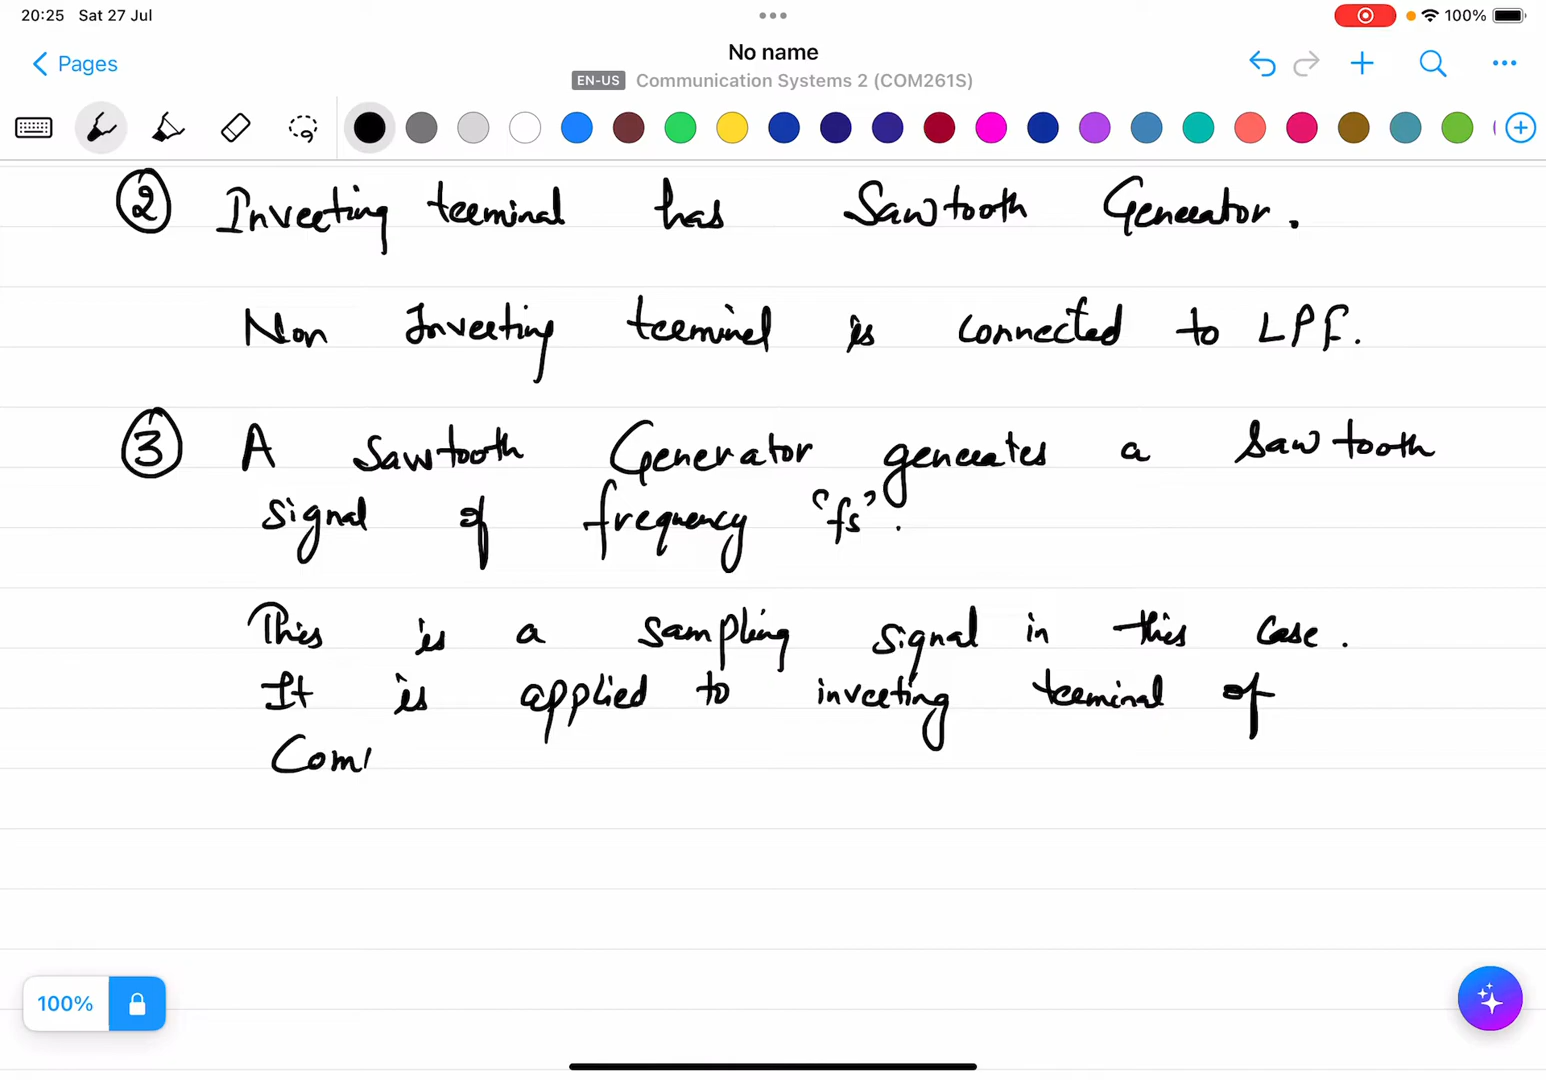 20:25 Sat 27 Jul
100%
Pages
No name
EN-US Communication Systems 2 (COM261S)
② Inverting terminal has Sawtooth Generator.
Non Inverting terminal is connected to LPF.
③ A Sawtooth Generator generates a Sawtooth
signal of frequency 'fs'.
This is a sampling signal in this case.
It is applied to inverting terminal of
Com
100%